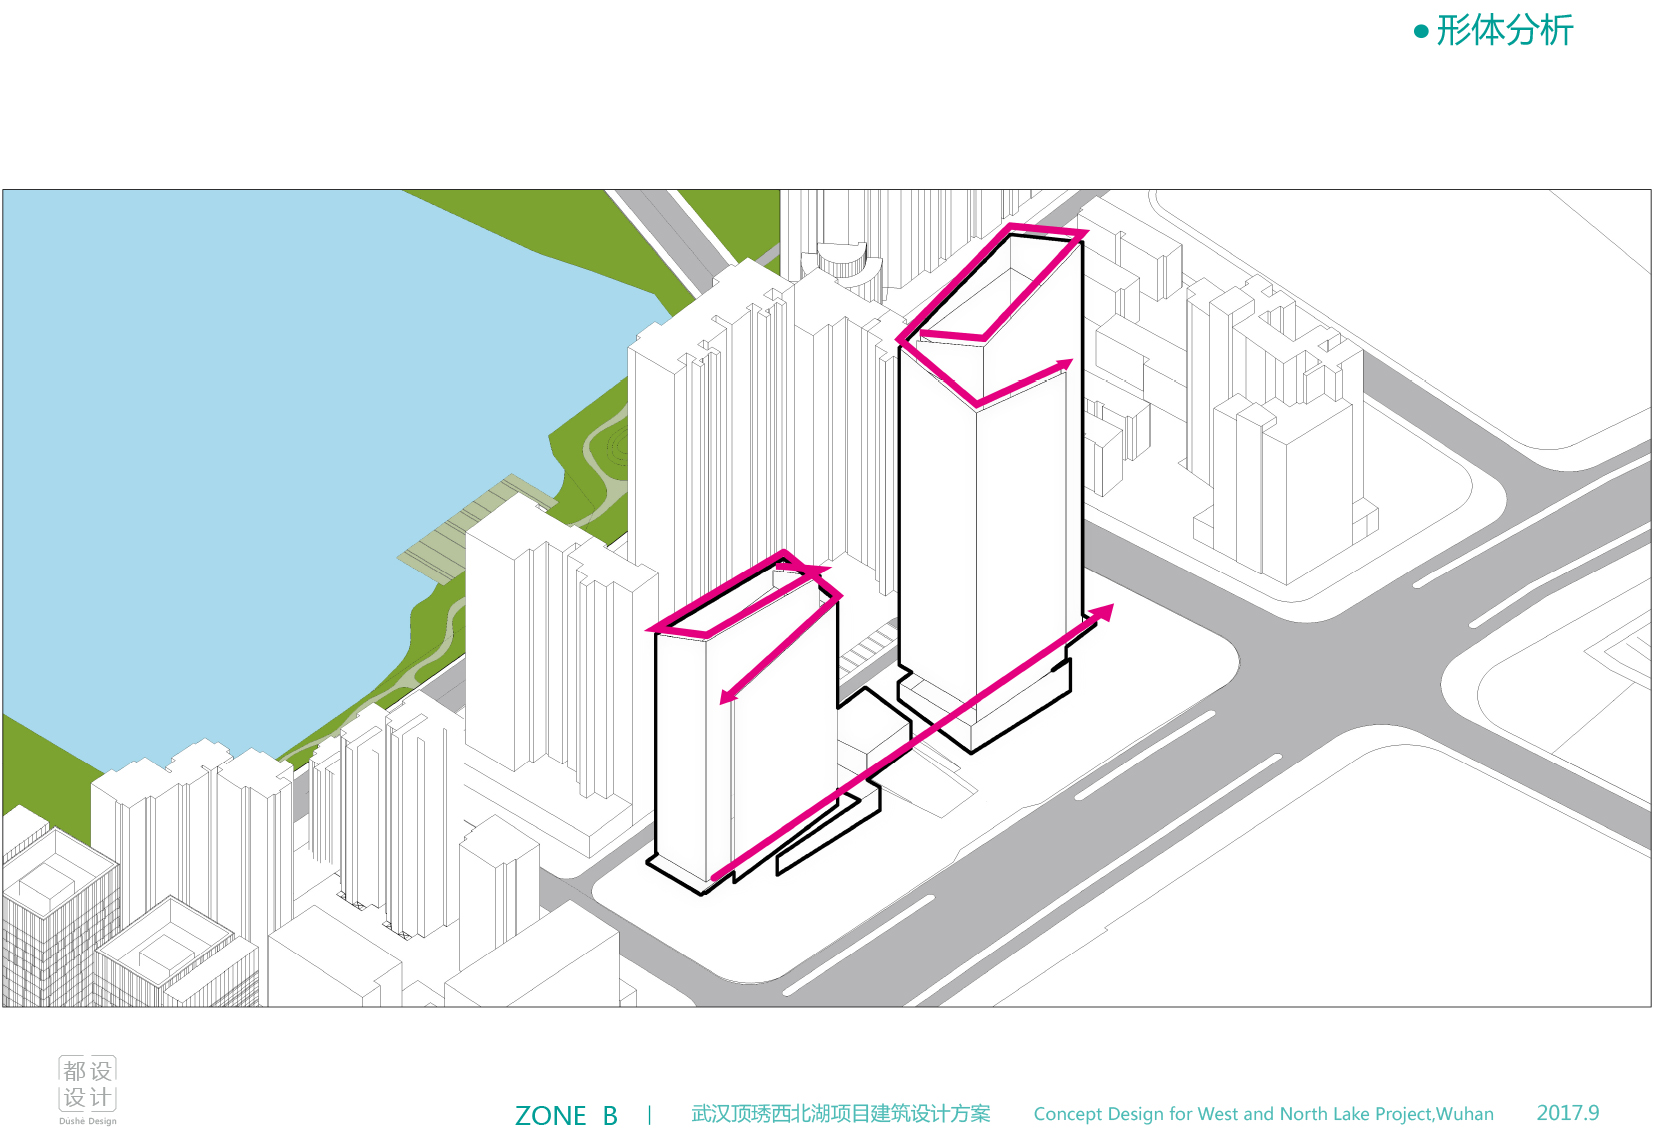 ●形体分析
都设
设计
Dushe Design
ZONE B | 武汉顶琇西北湖项目建筑设计方案 Concept Design for West and North Lake Project,Wuhan 2017.9